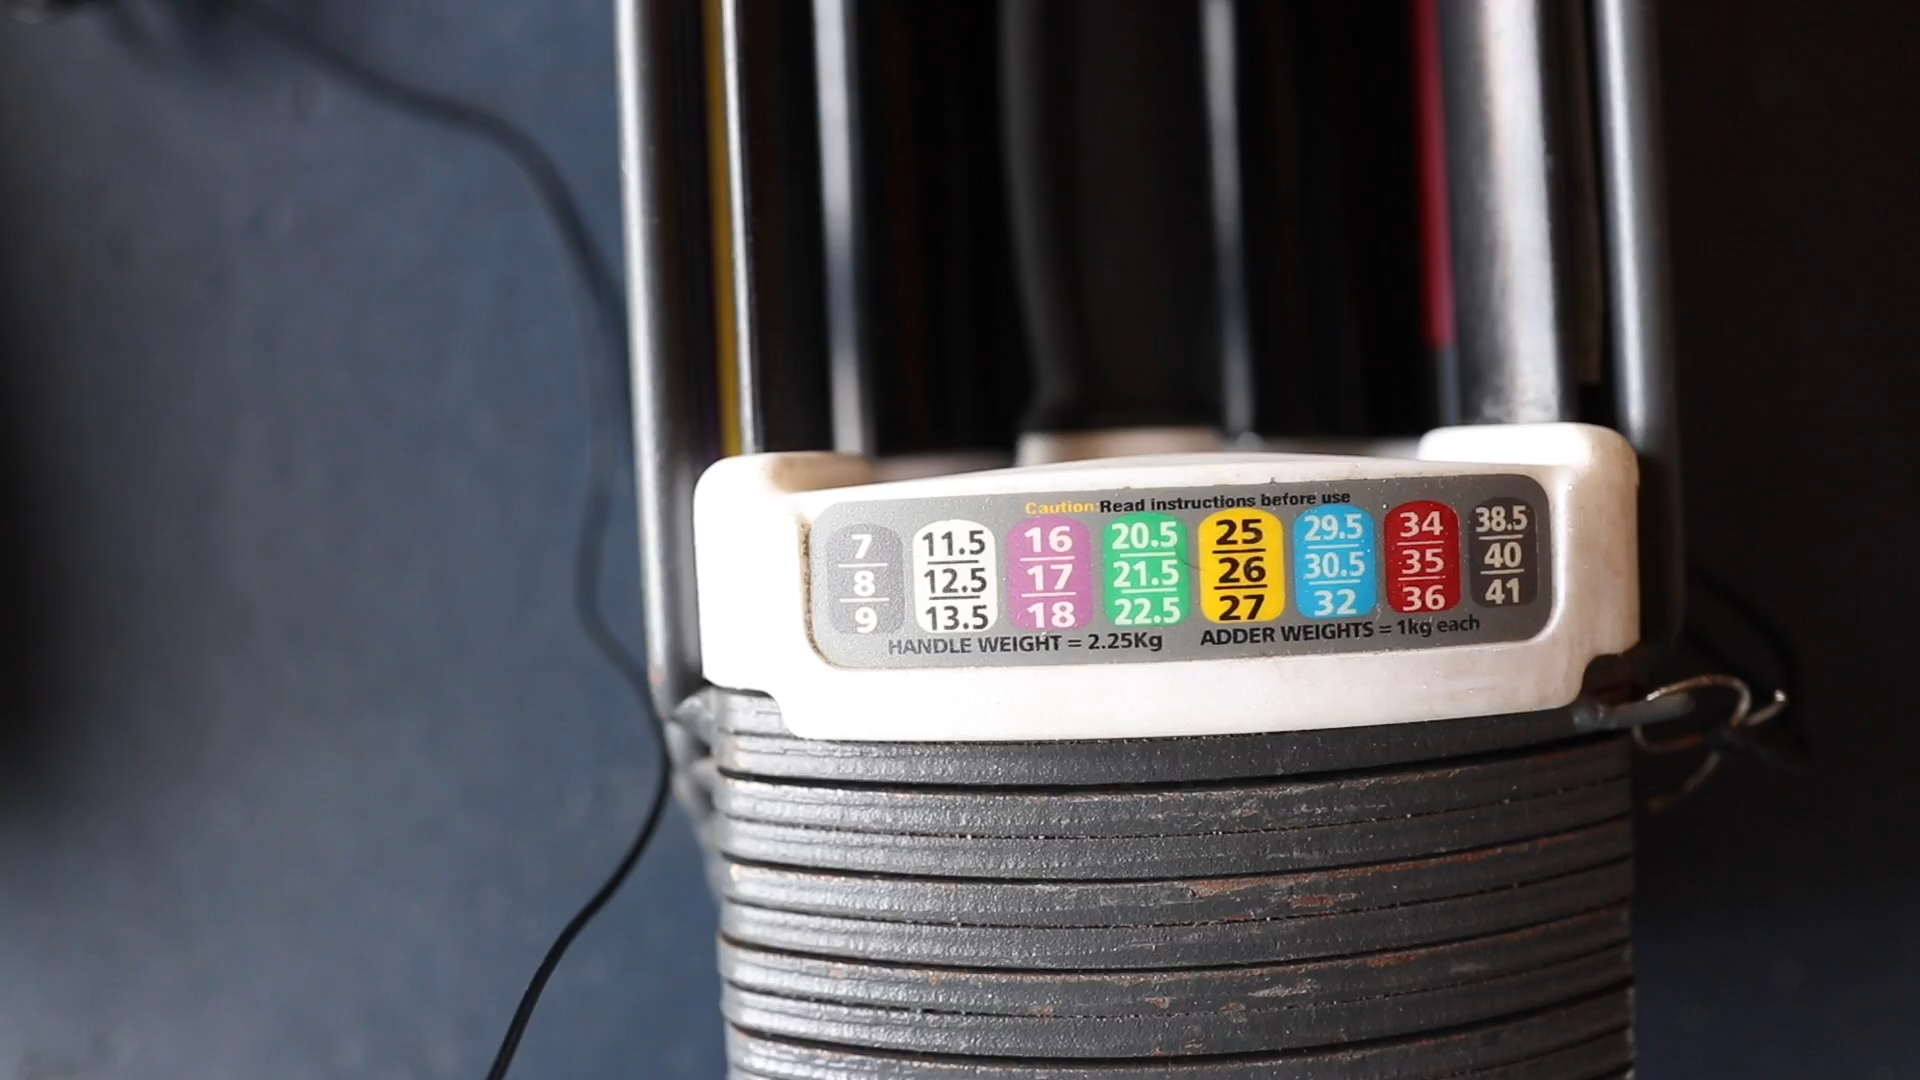 Caution:Read instructions before use
7 11.5 16 20.5 25 29.5 34 38.5
8 12.5 17 21.5 26 30.5 35 40
9 13.5 18 22.5 27 32 36 41
HANDLE WEIGHT = 2.25Kg ADDER WEIGHTS = 1kg each